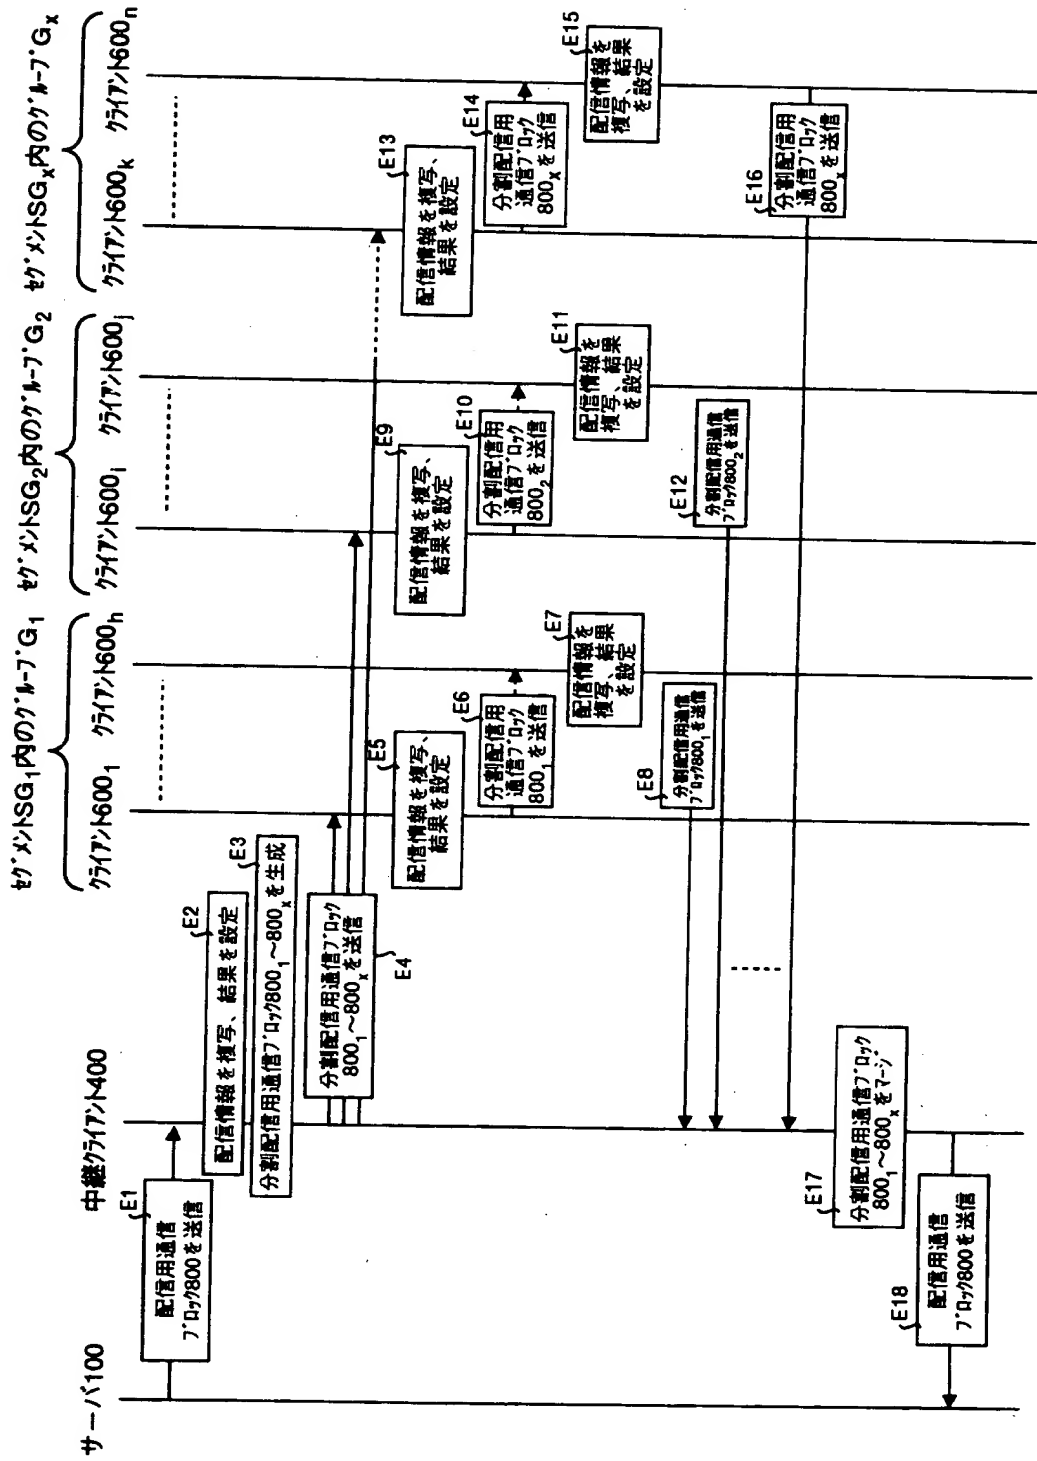 サーバ100
中継クライアント400
セグメントSG1内のグループG1
クライアント6001
クライアント600h
セグメントSG2内のグループG2
クライアント600i
クライアント600j
セグメントSGx内のグループGx
クライアント600k
クライアント600n
E1
配信用通信
ブロック800を送信
E2
配信情報を複写、結果を設定
E3
分割配信用通信ブロック8001〜800xを生成
E4
分割配信用通信ブロック
8001〜800xを送信
E5
配信情報を複写、
結果を設定
E6
分割配信用
通信ブロック
8001を送信
E7
配信情報を
複写、結果
を設定
E8
分割配信用通信
ブロック8001を送信
E9
配信情報を複写、
結果を設定
E10
分割配信用
通信ブロック
8002を送信
E11
配信情報を
複写、結果
を設定
E12
分割配信用通信
ブロック8002を送信
E13
配信情報を複写、
結果を設定
E14
分割配信用
通信ブロック
800xを送信
E15
配信情報を
複写、結果
を設定
E16
分割配信用
通信ブロック
800xを送信
E17
分割配信用通信ブロック
8001〜800xをマージ
E18
配信用通信
ブロック800を送信